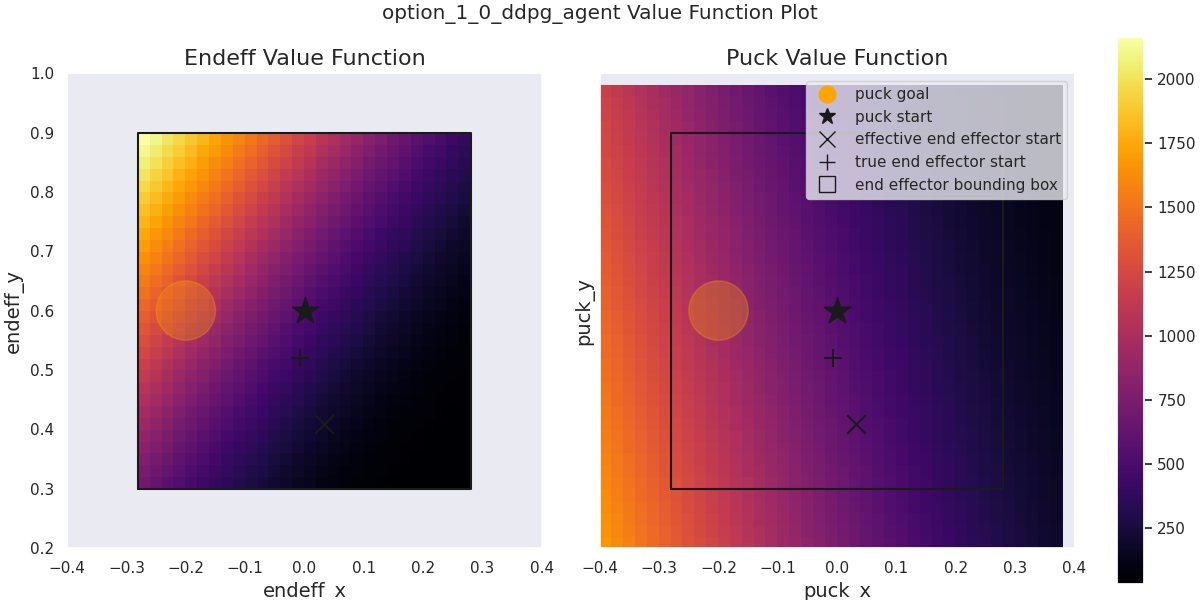 option_1_0_ddpg_agent Value Function Plot
Endeff Value Function
1.0
0.9
0.8
0.7
0.6
0.5
0.4
0.3
0.2
endeff_y
−0.4 −0.3 −0.2 −0.1 0.0 0.1 0.2 0.3 0.4
endeff_x
Puck Value Function
puck goal
puck start
effective end effector start
true end effector start
end effector bounding box
puck_y
−0.4 −0.3 −0.2 −0.1 0.0 0.1 0.2 0.3 0.4
puck_x
2000
1750
1500
1250
1000
750
500
250